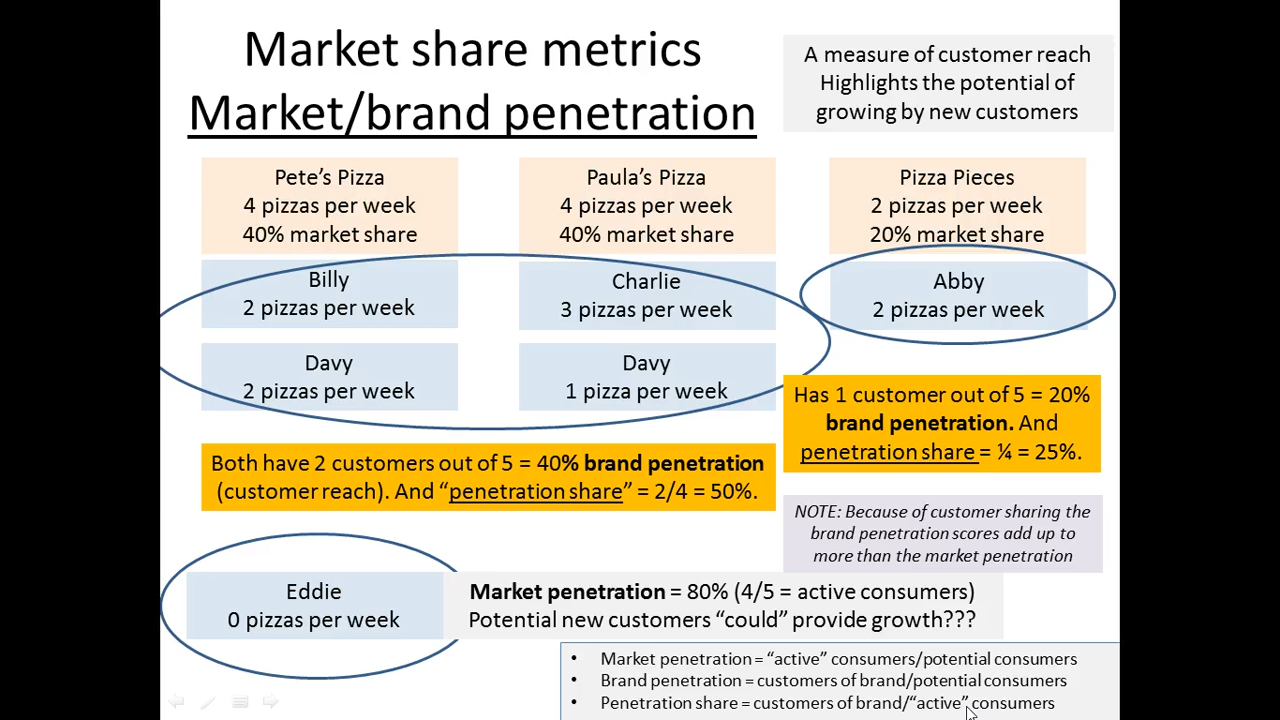 Market share metrics
Market/brand penetration
A measure of customer reach
Highlights the potential of
growing by new customers
Pete's Pizza
4 pizzas per week
40% market share
Paula's Pizza
4 pizzas per week
40% market share
Pizza Pieces
2 pizzas per week
20% market share
Billy
2 pizzas per week
Charlie
3 pizzas per week
Abby
2 pizzas per week
Davy
2 pizzas per week
Davy
1 pizza per week
Has 1 customer out of 5 = 20%
brand penetration. And
penetration share = ¼ = 25%.
Both have 2 customers out of 5 = 40% brand penetration
(customer reach). And “penetration share” = 2/4 = 50%.
NOTE: Because of customer sharing the
brand penetration scores add up to
more than the market penetration
Eddie
0 pizzas per week
Market penetration = 80% (4/5 = active consumers)
Potential new customers “could” provide growth???
• Market penetration = “active” consumers/potential consumers
• Brand penetration = customers of brand/potential consumers
• Penetration share = customers of brand/“active” consumers